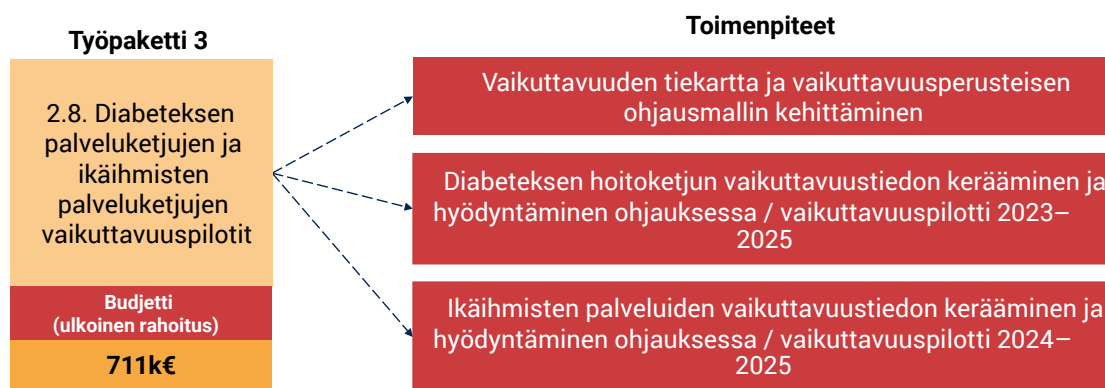 Työpaketti 3
2.8. Diabeteksen
palveluketjujen ja
ikäihmisten
palveluketjujen
vaikuttavuuspilotit
Budjetti
(ulkoinen rahoitus)
711k€
Toimenpiteet
Vaikuttavuuden tiekartta ja vaikuttavuusperusteisen
ohjausmallin kehittäminen
Diabeteksen hoitoketjun vaikuttavuustiedon kerääminen ja
hyödyntäminen ohjauksessa / vaikuttavuuspilotti 2023–
2025
Ikäihmisten palveluiden vaikuttavuustiedon kerääminen ja
hyödyntäminen ohjauksessa / vaikuttavuuspilotti 2024–
2025